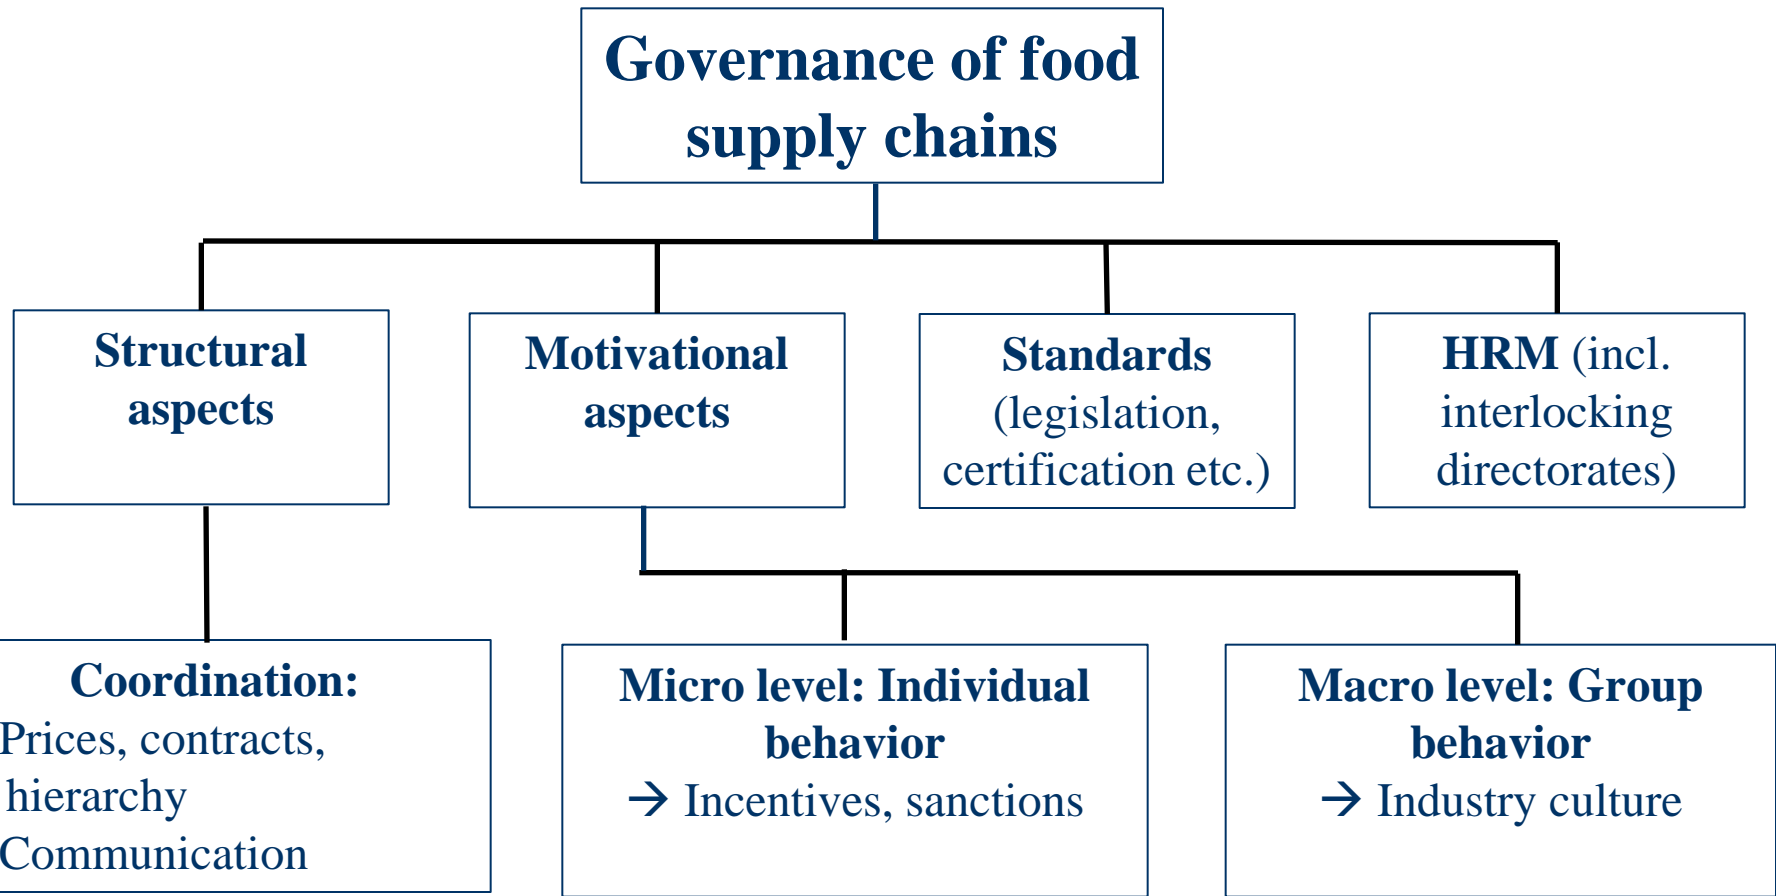 Governance of food
supply chains
Structural
aspects
Motivational
aspects
Standards
(legislation,
certification etc.)
HRM (incl.
interlocking
directorates)
Coordination:
Prices, contracts,
hierarchy
Communication
Micro level: Individual
behavior
→ Incentives, sanctions
Macro level: Group
behavior
→ Industry culture